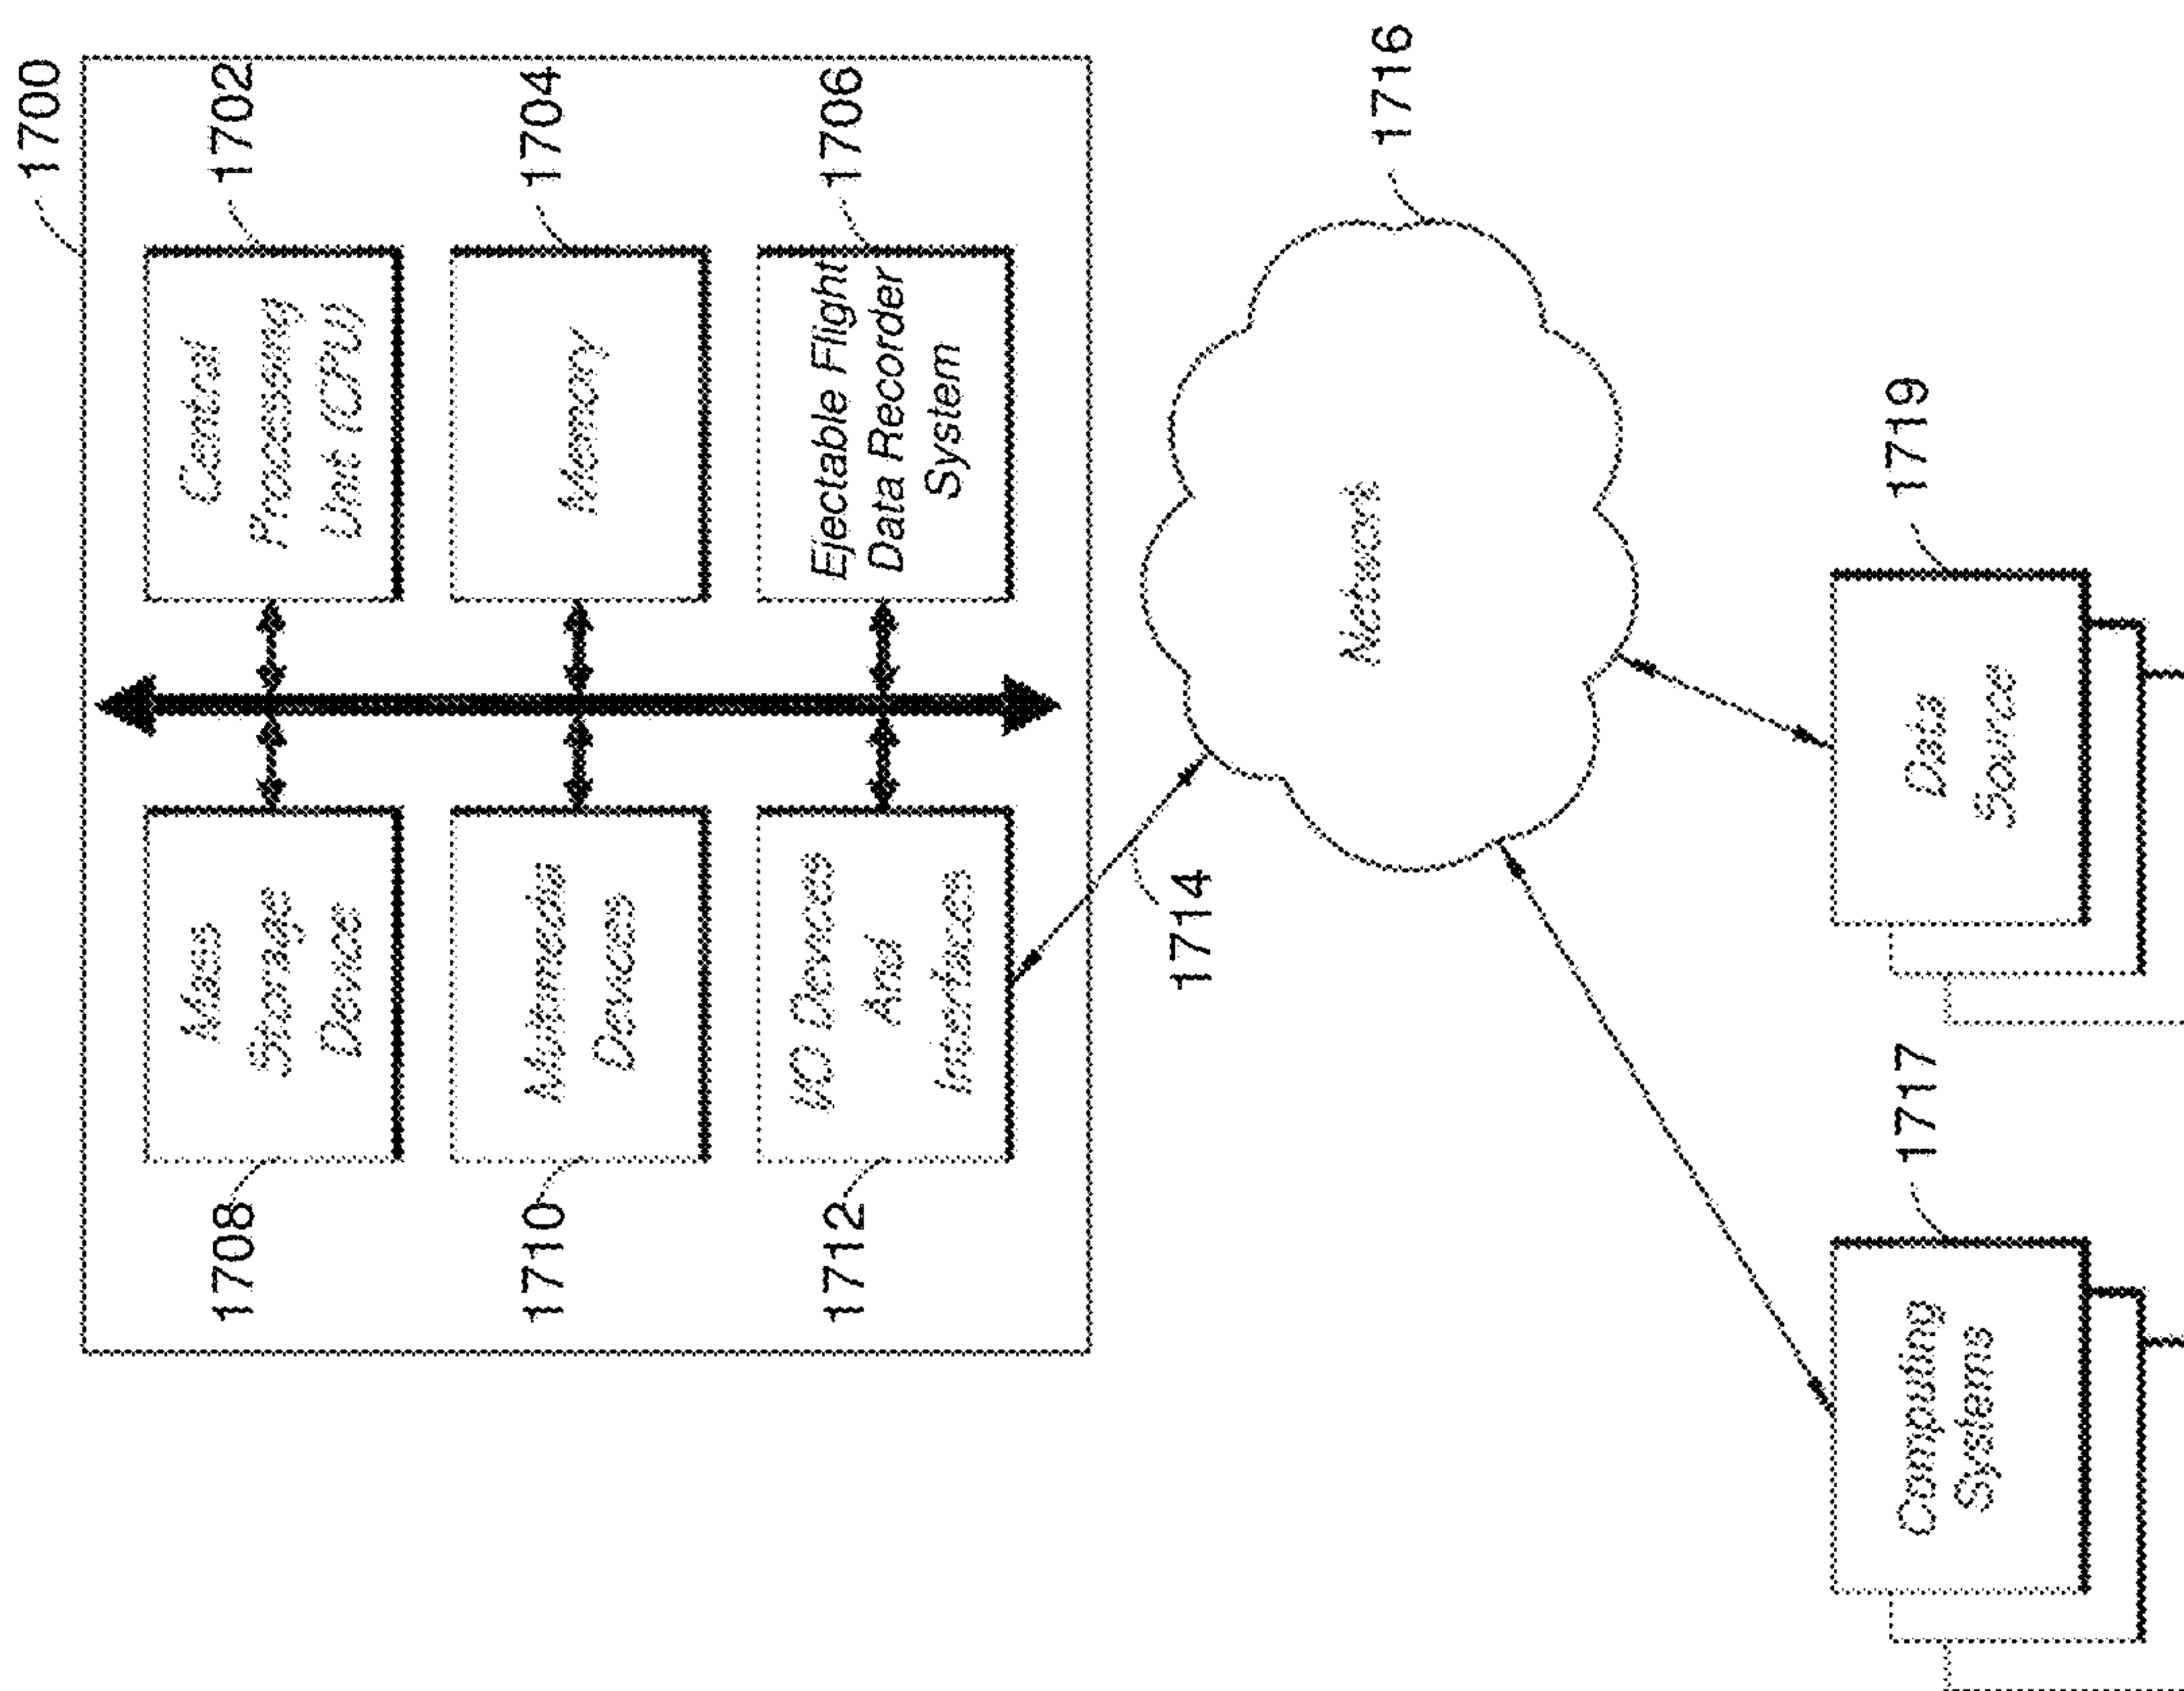 1700
Mass
Storage
Device
1708
Central
Processing
Unit (CPU)
1702
Multimedia
Devices
1710
Memory
1704
I/O Devices
And
Interfaces
1712
Ejectable Flight
Data Recorder
System
1706
1714
Network
1716
Computing
Systems
1717
Data
Source
1719